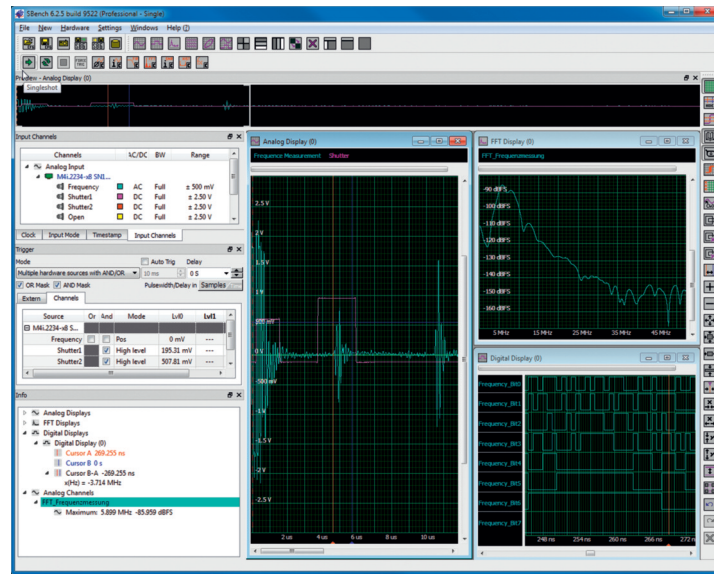 SBench 6.2.5 build 9522 (Professional - Single)
File New Hardware Settings Windows Help
Preview - Analog Display (0)
Singleshot
Input Channels
Channels AC/DC BW Range
Analog Input
M4i.2234-x8 SN1...
Frequency AC Full ± 500 mV
Shutter1 DC Full ± 2.50 V
Shutter2 DC Full ± 2.50 V
Open DC Full ± 2.50 V
Clock Input Mode Timestamp Input Channels
Trigger
Mode Auto Trig Delay
Multiple hardware sources with AND/OR 10 ms 0 S
OR Mask AND Mask Pulsewidth/Delay in Samples
Extern Channels
Source Or And Mode Lvl0 Lvl1
M4i.2234-x8 S...
Frequency Pos 0 mV ---
Shutter1 High level 195.31 mV ---
Shutter2 High level 507.81 mV ---
Info
Analog Displays
FFT Displays
Digital Displays
Digital Display (0)
Cursor A 269.255 ns
Cursor B 0 s
Cursor B-A -269.255 ns
x(Hz) = -3.714 MHz
Analog Channels
FFT_Frequenzmessung
Maximum: 5.899 MHz -85.959 dBFS
Analog Display (0)
Frequence Measurement Shutter
2.5 V
2 V
1.5 V
1 V
500 mV
0 V
-500 mV
-1 V
-1.5 V
-2 V
-2.5 V
2 us 4 us 6 us 8 us 10 us
FFT Display (0)
FFT_Frequenzmessung
-90 dBFS
-120 dBFS
-130 dBFS
-140 dBFS
-150 dBFS
-160 dBFS
5 MHz 15 MHz 25 MHz 35 MHz 45 MHz
Digital Display (0)
Frequency_Bit0
Frequency_Bit1
Frequency_Bit2
Frequency_Bit3
Frequency_Bit4
Frequency_Bit5
Frequency_Bit6
Frequency_Bit7
248 ns 254 ns 260 ns 266 ns 272 n